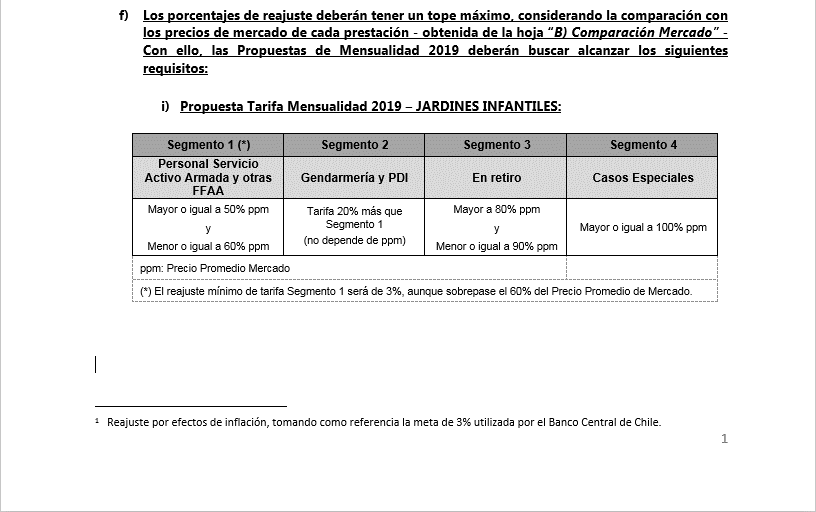 f) Los porcentajes de reajuste deberán tener un tope máximo, considerando la comparación con
los precios de mercado de cada prestación - obtenida de la hoja “B) Comparación Mercado” -
Con ello, las Propuestas de Mensualidad 2019 deberán buscar alcanzar los siguientes
requisitos:
i) Propuesta Tarifa Mensualidad 2019 – JARDINES INFANTILES:
Segmento 1 (*) Segmento 2 Segmento 3 Segmento 4
Personal Servicio
Activo Armada y otras
FFAA
Gendarmería y PDI
En retiro
Casos Especiales
Mayor o igual a 50% ppm
y
Menor o igual a 60% ppm
Tarifa 20% más que
Segmento 1
(no depende de ppm)
Mayor a 80% ppm
y
Menor o igual a 90% ppm
Mayor o igual a 100% ppm
ppm: Precio Promedio Mercado
(*) El reajuste mínimo de tarifa Segmento 1 será de 3%, aunque sobrepase el 60% del Precio Promedio de Mercado.
1 Reajuste por efectos de inflación, tomando como referencia la meta de 3% utilizada por el Banco Central de Chile.
1